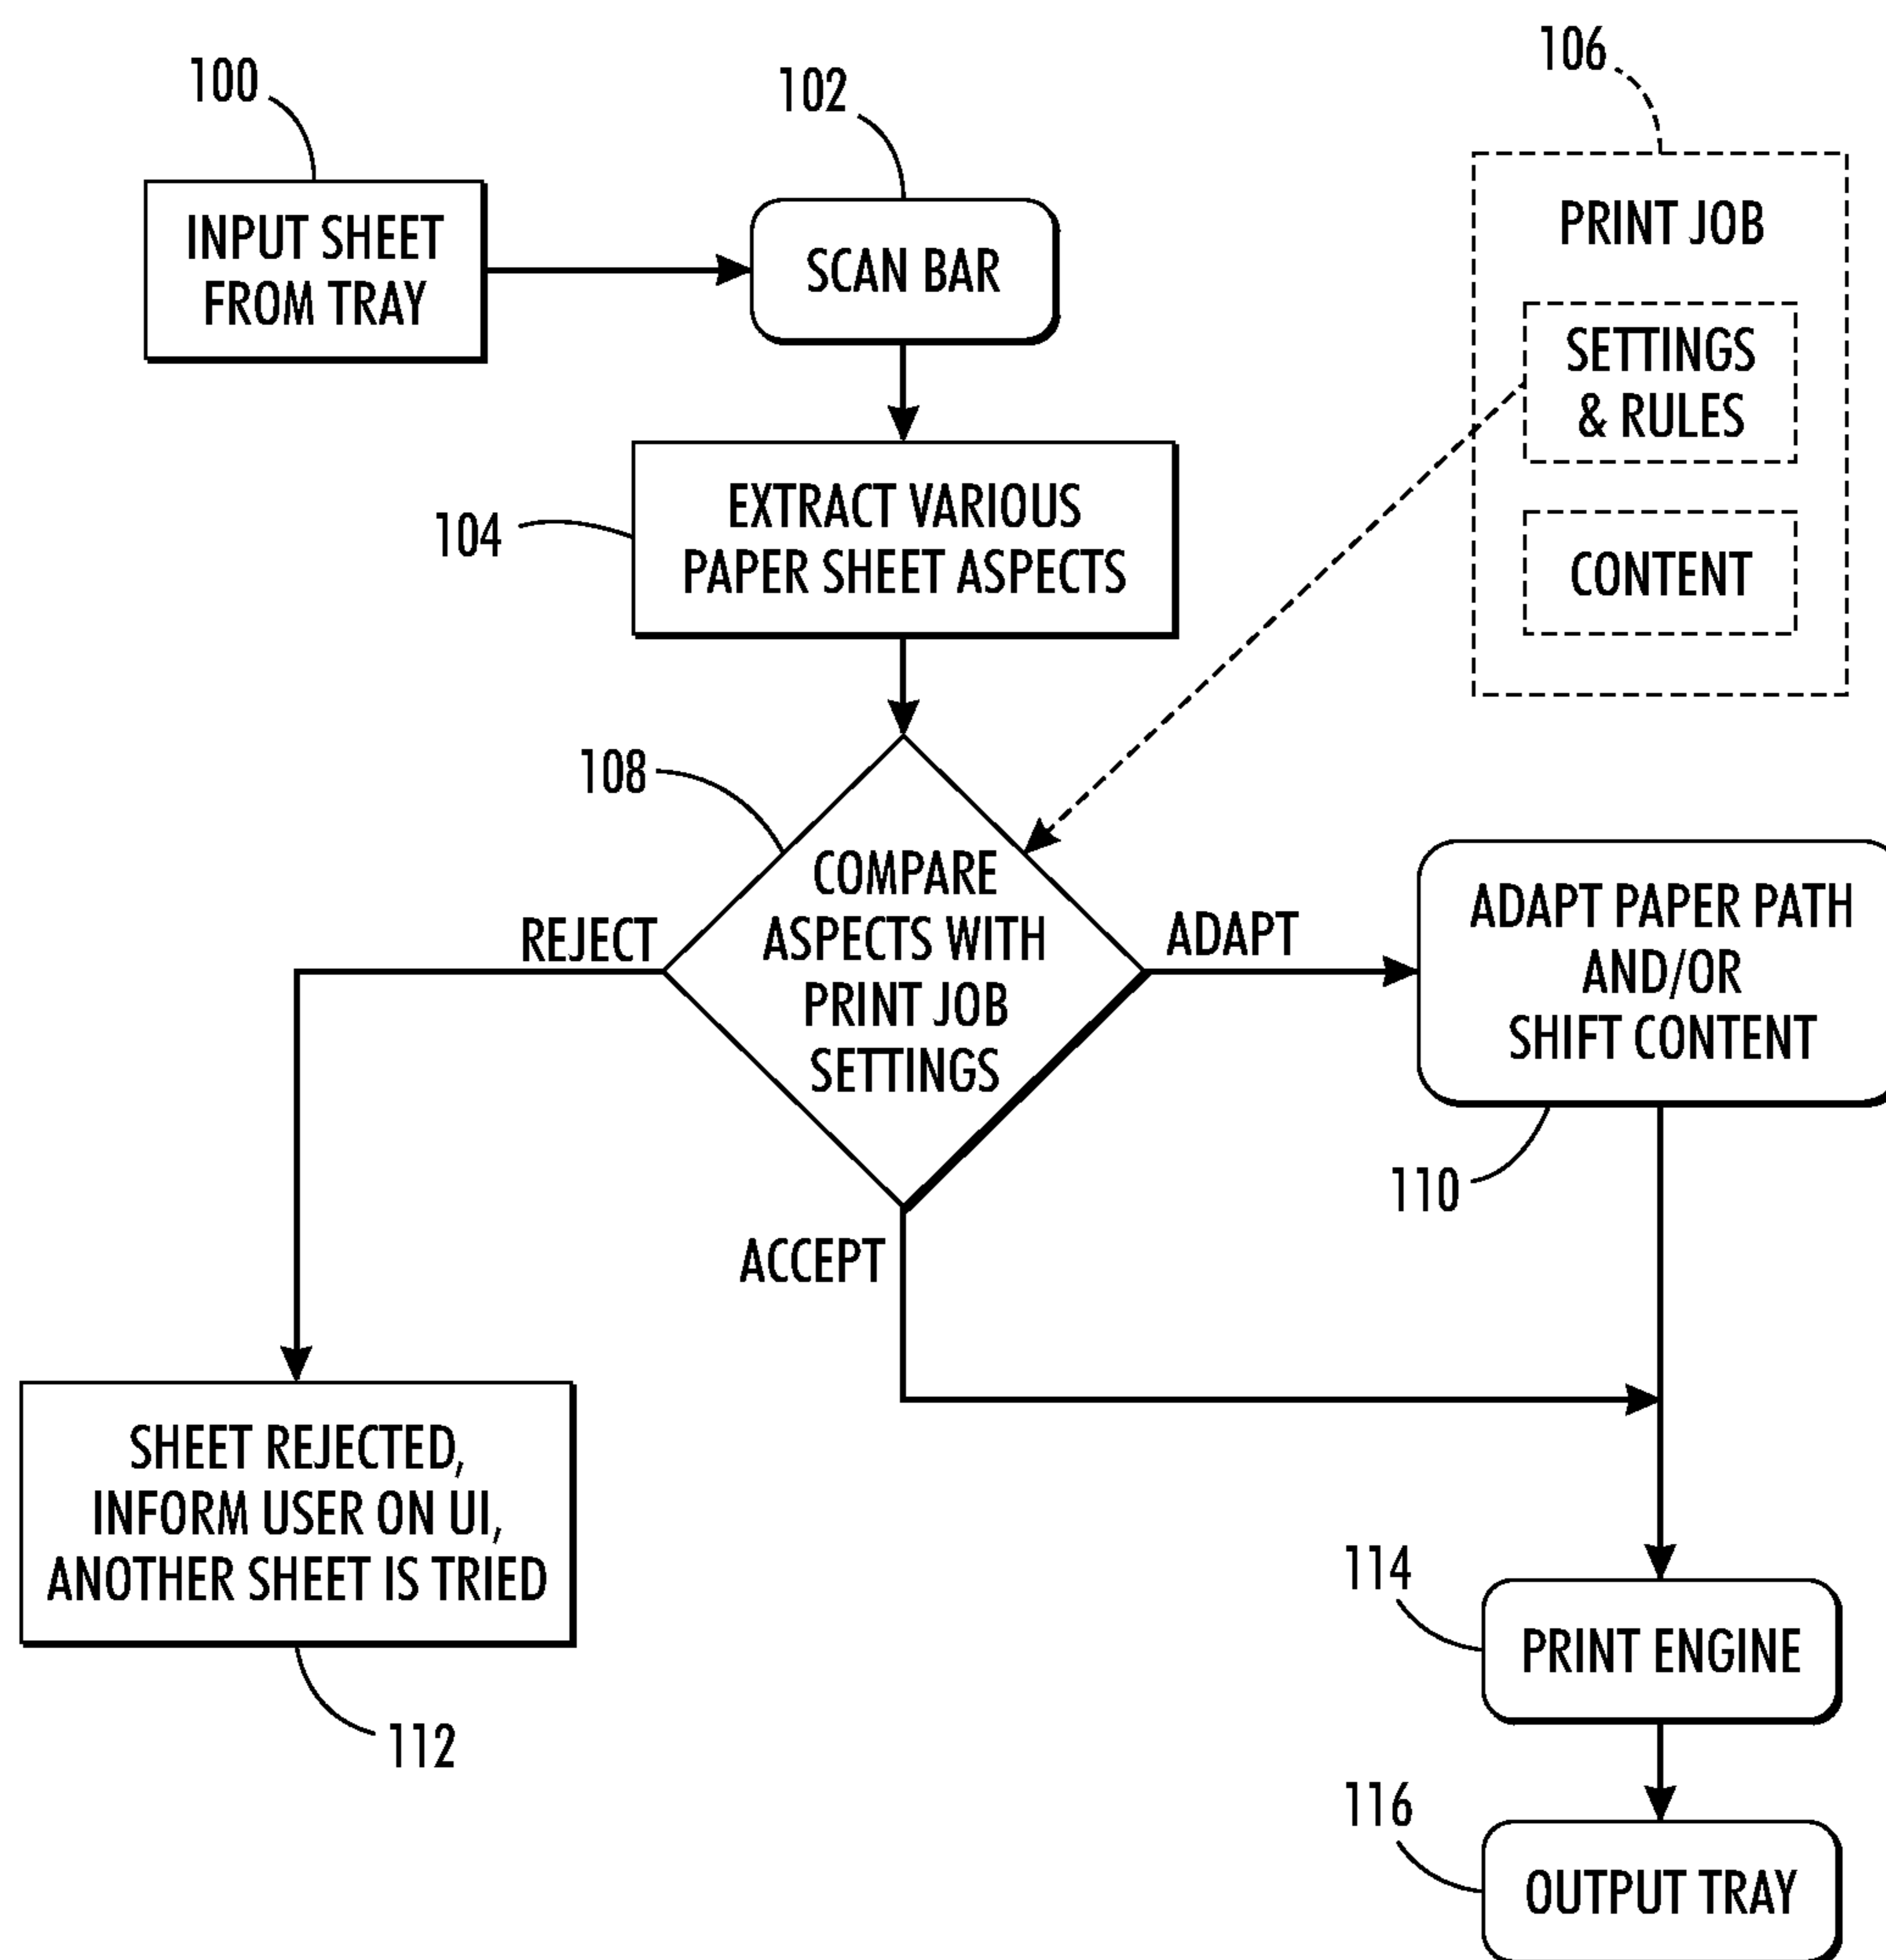 100
INPUT SHEET
FROM TRAY
102
SCAN BAR
106
PRINT JOB
SETTINGS
& RULES
CONTENT
104
EXTRACT VARIOUS
PAPER SHEET ASPECTS
108
COMPARE
ASPECTS WITH
PRINT JOB
SETTINGS
REJECT
ADAPT
ADAPT PAPER PATH
AND/OR
SHIFT CONTENT
110
ACCEPT
SHEET REJECTED,
INFORM USER ON UI,
ANOTHER SHEET IS TRIED
112
114
PRINT ENGINE
116
OUTPUT TRAY